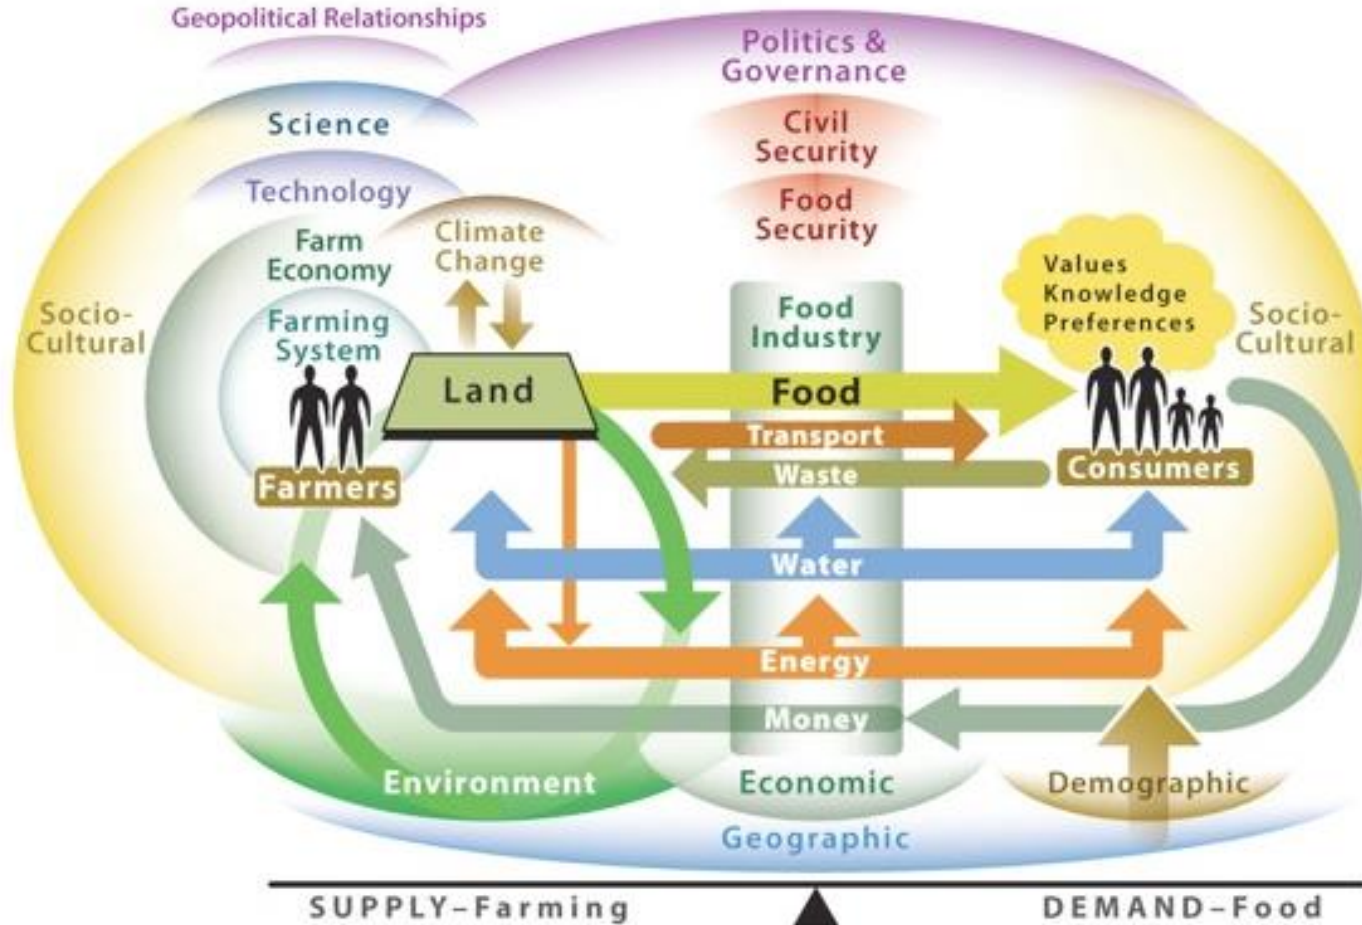 Geopolitical Relationships
Politics &
Governance
Science
Civil
Security
Technology
Food
Security
Farm
Economy
Climate
Change
Values
Knowledge
Preferences
Socio-
Cultural
Farming
System
Food
Industry
Socio-
Cultural
Land
Food
Transport
Waste
Consumers
Farmers
Water
Energy
Money
Environment
Economic
Demographic
Geographic
SUPPLY–Farming
DEMAND–Food